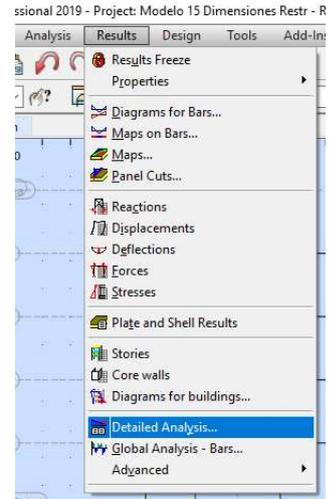 ssional 2019 - Project: Modelo 15 Dimensiones Restr - R
Analysis Results Design Tools Add-Ins
Results Freeze
Properties
Diagrams for Bars...
Maps on Bars...
Maps...
Panel Cuts...
Reactions
Displacements
Deflections
Forces
Stresses
Plate and Shell Results
Stories
Core walls
Diagrams for buildings...
Detailed Analysis...
Global Analysis - Bars...
Advanced